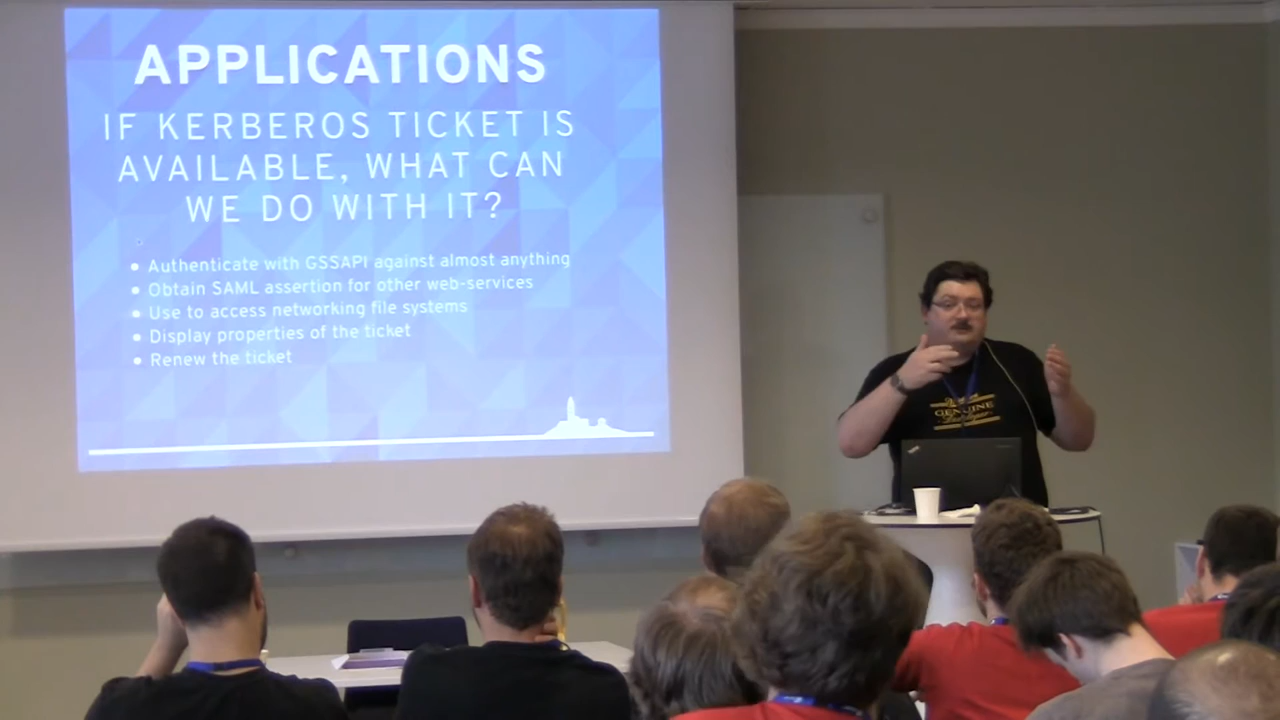 APPLICATIONS
IF KERBEROS TICKET IS
AVAILABLE, WHAT CAN
WE DO WITH IT?
• Authenticate with GSSAPI against almost anything
• Obtain SAML assertion for other web-services
• Use to access networking file systems
• Display properties of the ticket
• Renew the ticket
GENUINE